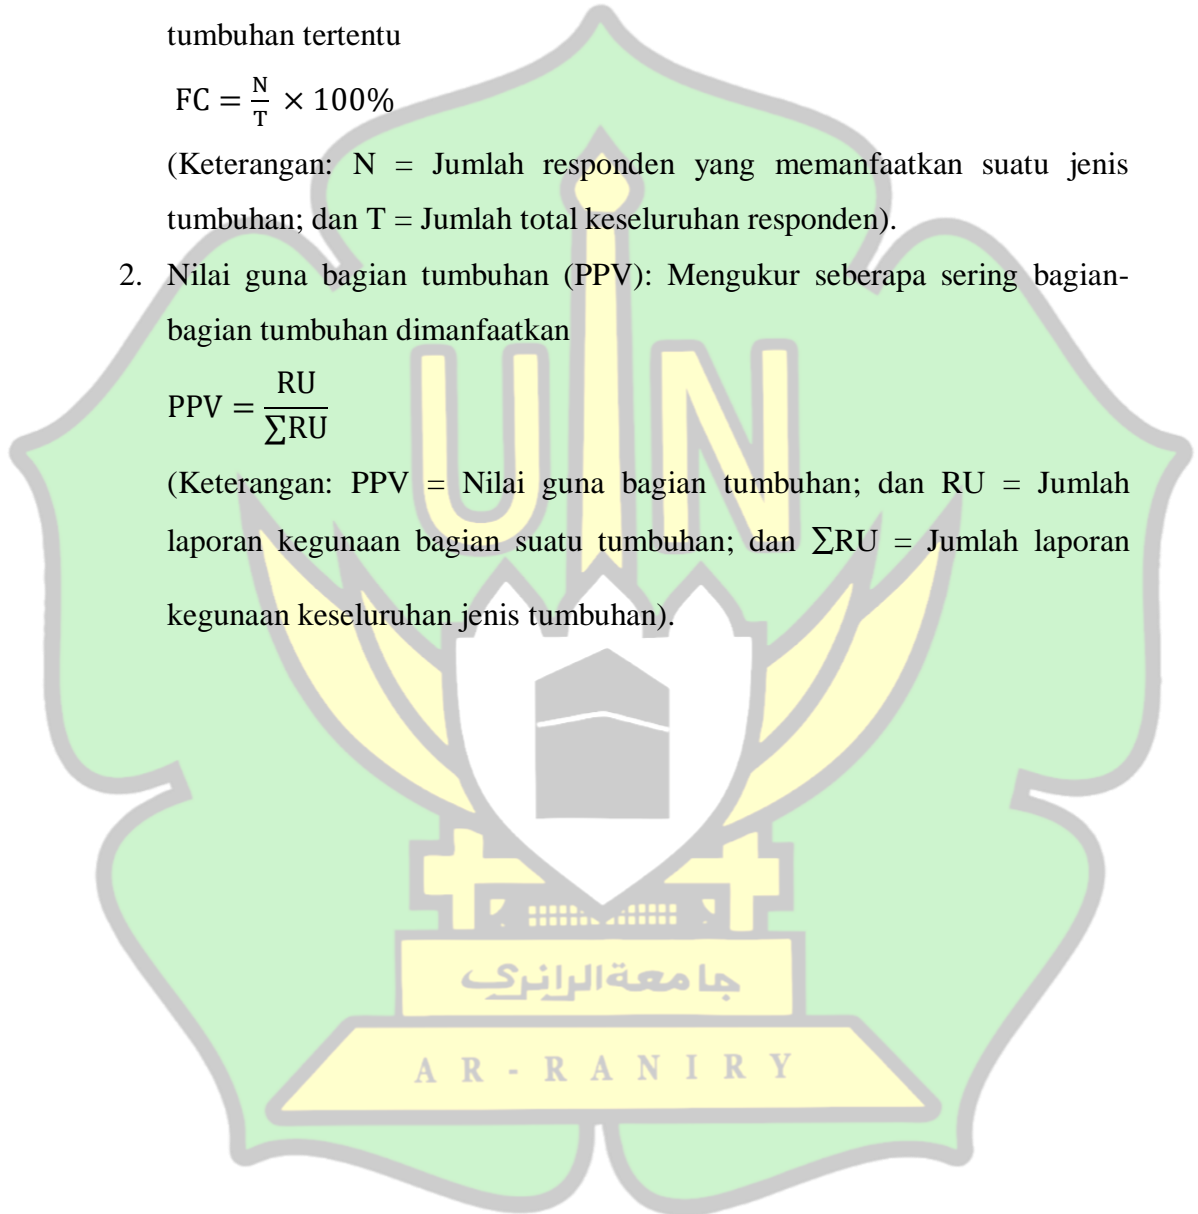 tumbuhan tertentu
FC = N/T × 100%
(Keterangan: N = Jumlah responden yang memanfaatkan suatu jenis
tumbuhan; dan T = Jumlah total keseluruhan responden).
2. Nilai guna bagian tumbuhan (PPV): Mengukur seberapa sering bagian-
bagian tumbuhan dimanfaatkan
PPV = RU/∑RU
(Keterangan: PPV = Nilai guna bagian tumbuhan; dan RU = Jumlah
laporan kegunaan bagian suatu tumbuhan; dan ∑RU = Jumlah laporan
kegunaan keseluruhan jenis tumbuhan).
UIN
جامعة الرانري
AR-RANIRY